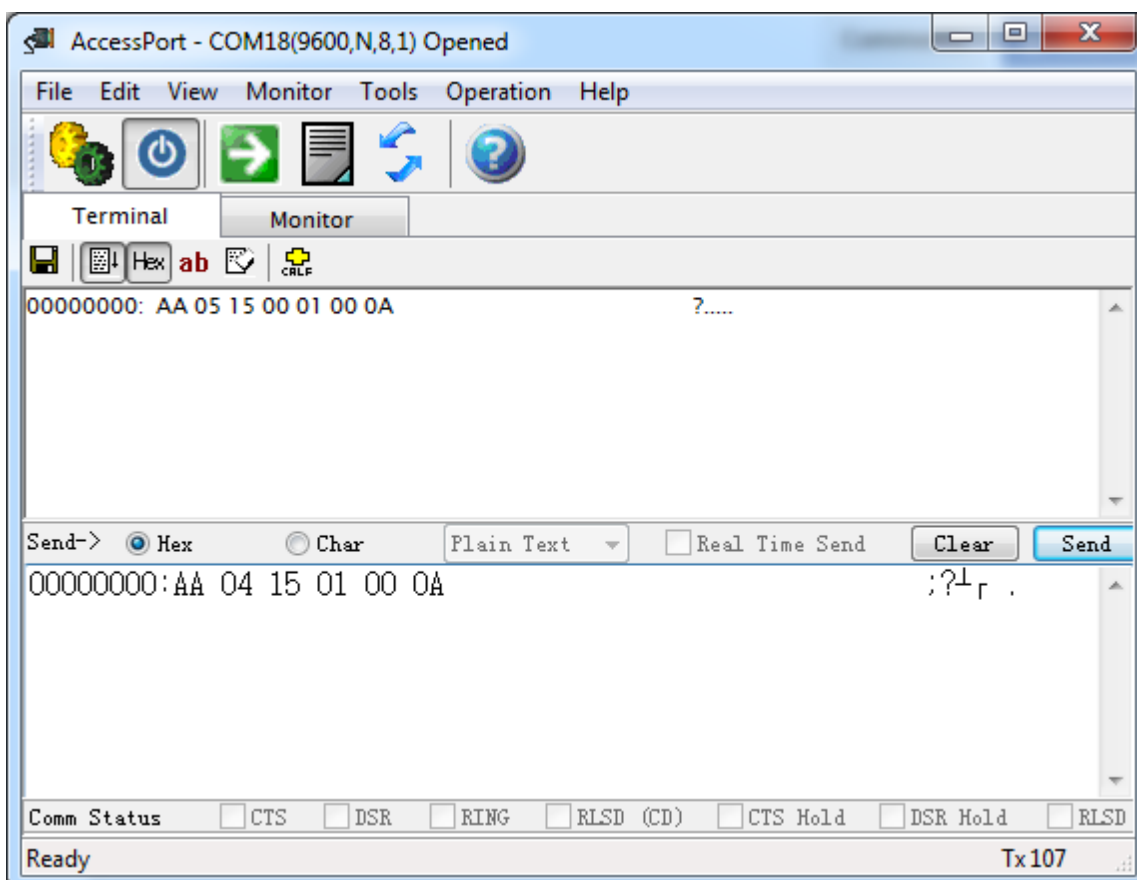 AccessPort - COM18(9600,N,8,1) Opened
File Edit View Monitor Tools Operation Help
Terminal Monitor
Hex ab CRLF
00000000: AA 05 15 00 01 00 0A ?.....
Send-> Hex Char Plain Text Real Time Send Clear Send
00000000:AA 04 15 01 00 0A ;?┴┌ .
Comm Status CTS DSR RING RLSD (CD) CTS Hold DSR Hold RLSD
Ready Tx 107